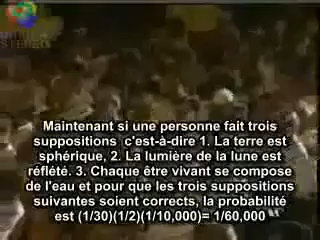 Maintenant si une personne fait trois
suppositions c'est-à-dire 1. La terre est
sphérique, 2. La lumière de la lune est
réflété. 3. Chaque être vivant se compose
de l'eau et pour que les trois suppositions
suivantes soient corrects, la probabilité
est (1/30)(1/2)(1/10,000)= 1/60,000